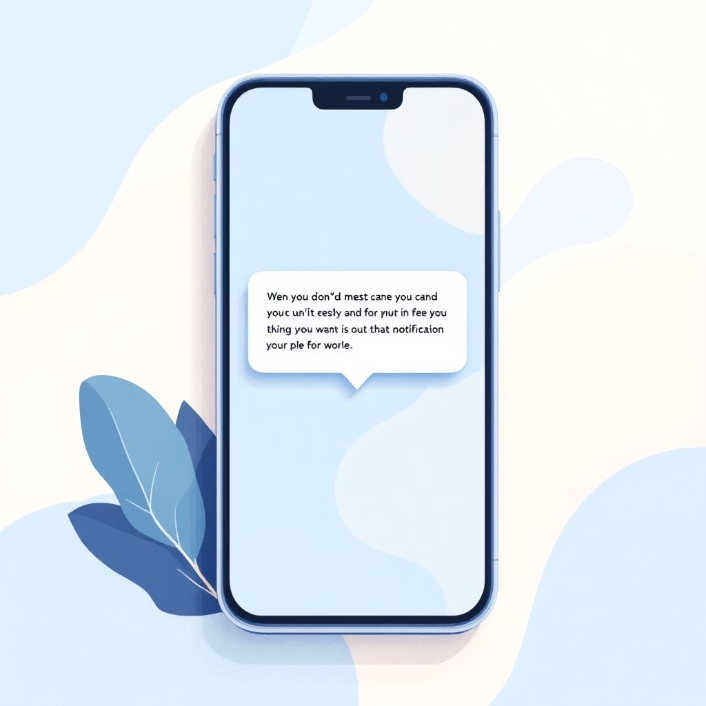 Wen you don"d mest cane you cand
youc un'it eesly and for put in fee you
thing you want is out that notificaion
your ple for worle.